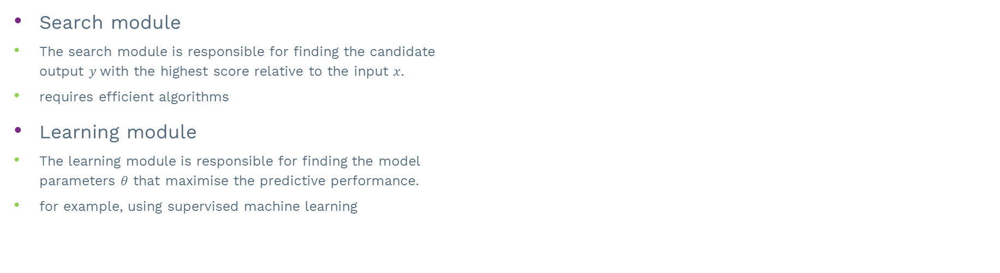 • Search module
• The search module is responsible for finding the candidate
output y with the highest score relative to the input x.
• requires efficient algorithms
• Learning module
• The learning module is responsible for finding the model
parameters θ that maximise the predictive performance.
• for example, using supervised machine learning